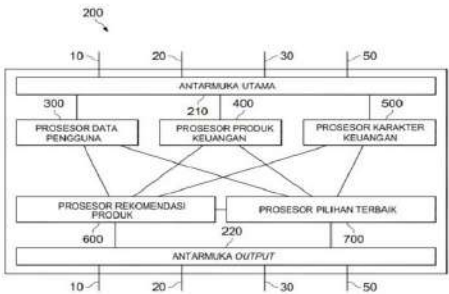 200
10 20 30 50
ANTARMUKA UTAMA
300 210 400 500
PROSESOR DATA
PENGGUNA
PROSESOR PRODUK
KEUANGAN
PROSESOR KARAKTER
KEUANGAN
PROSESOR REKOMENDASI
PRODUK
PROSESOR PILIHAN TERBAIK
600 220 700
ANTARMUKA OUTPUT
10 20 30 50